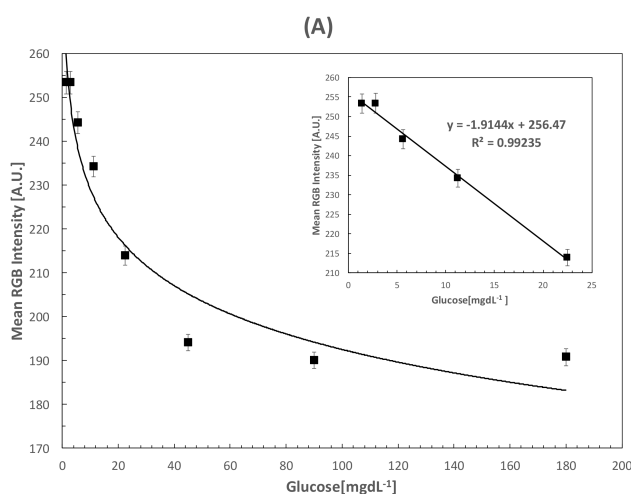 (A)
260
250
240
230
220
210
200
190
180
170
0 20 40 60 80 100 120 140 160 180 200
Mean RGB Intensity [A.U.]
Glucose[mgdL-1]
260
255
250
245
240
235
230
225
220
215
210
0 5 10 15 20 25
Mean RGB Intensity [A.U.]
Glucose[mgdL-1 ]
y = -1.9144x + 256.47
R² = 0.99235